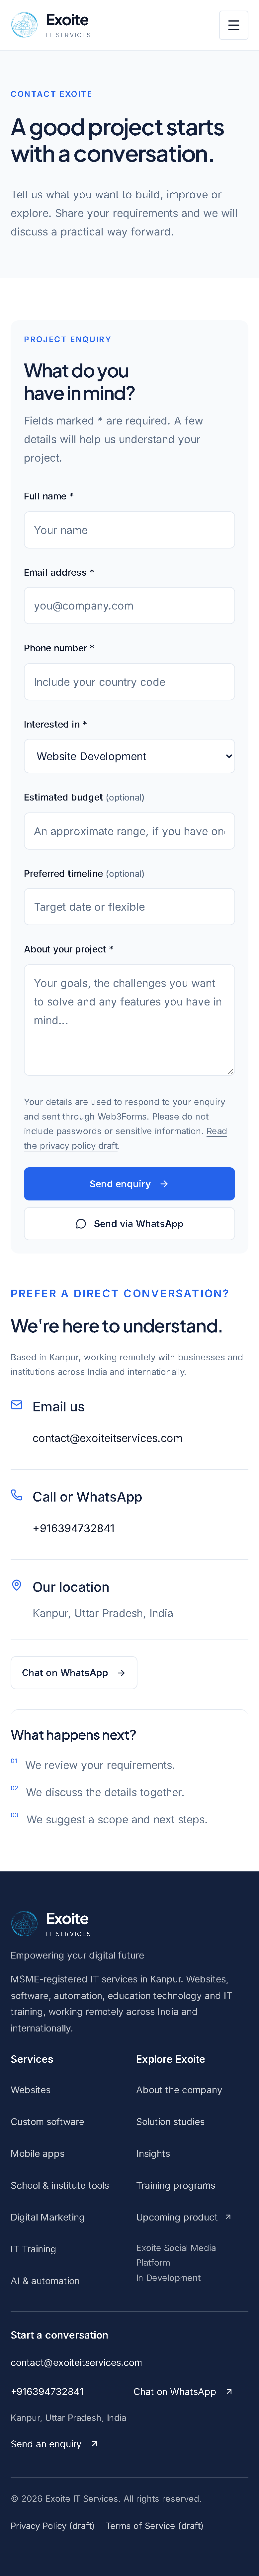 Exoite
IT SERVICES
CONTACT EXOITE
A good project starts
with a conversation.
Tell us what you want to build, improve or
explore. Share your requirements and we will
discuss a practical way forward.
PROJECT ENQUIRY
What do you
have in mind?
Fields marked * are required. A few
details will help us understand your
project.
Full name *
Your name
Email address *
you@company.com
Phone number *
Include your country code
Interested in *
Website Development
Estimated budget (optional)
An approximate range, if you have one
Preferred timeline (optional)
Target date or flexible
About your project *
Your goals, the challenges you want
to solve and any features you have in
mind...
Your details are used to respond to your enquiry
and sent through Web3Forms. Please do not
include passwords or sensitive information. Read
the privacy policy draft.
Send enquiry
Send via WhatsApp
PREFER A DIRECT CONVERSATION?
We're here to understand.
Based in Kanpur, working remotely with businesses and
institutions across India and internationally.
Email us
contact@exoiteitservices.com
Call or WhatsApp
+916394732841
Our location
Kanpur, Uttar Pradesh, India
Chat on WhatsApp
What happens next?
01 We review your requirements.
02 We discuss the details together.
03 We suggest a scope and next steps.
Exoite
IT SERVICES
Empowering your digital future
MSME-registered IT services in Kanpur. Websites,
software, automation, education technology and IT
training, working remotely across India and
internationally.
Services
Websites
Custom software
Mobile apps
School & institute tools
Digital Marketing
IT Training
AI & automation
Explore Exoite
About the company
Solution studies
Insights
Training programs
Upcoming product
Exoite Social Media
Platform
In Development
Start a conversation
contact@exoiteitservices.com
+916394732841
Chat on WhatsApp
Kanpur, Uttar Pradesh, India
Send an enquiry
© 2026 Exoite IT Services. All rights reserved.
Privacy Policy (draft)
Terms of Service (draft)